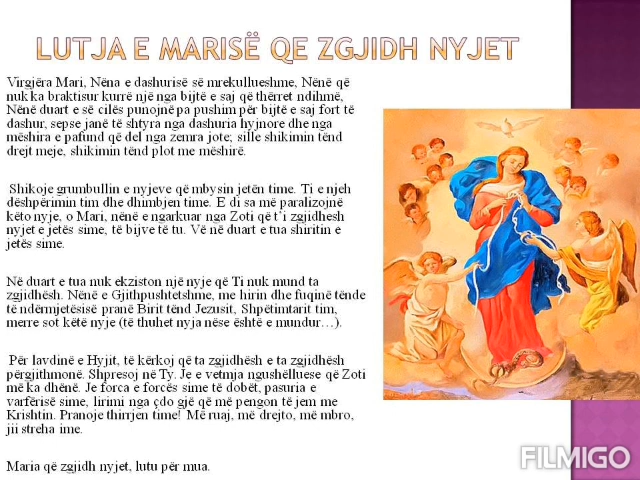 LUTJA E MARISË QE ZGJIDH NYJET
Virgjëra Mari, Nëna e dashurisë së mrekullueshme, Nënë që
nuk ka braktisur kurrë një nga bijtë e saj që thërret ndihmë,
Nënë duart e së cilës punojnë pa pushim për bijtë e saj fort të
dashur, sepse janë të shtyra nga dashuria hyjnore dhe nga
mëshira e pafund që del nga zemra jote; sille shikimin tënd
drejt meje, shikimin tënd plot me mëshirë.
Shikoje grumbullin e nyjeve që mbysin jetën time. Ti e njeh
dëshpërimin tim dhe dhimbjen time. E di sa më paralizojnë
këto nyje, o Mari, nënë e ngarkuar nga Zoti që t'i zgjidhesh
nyjet e jetës sime, të bijve të tu. Vë në duart e tua shiritin e
jetës sime.
Në duart e tua nuk ekziston një nyje që Ti nuk mund ta
zgjidhësh. Nënë e Gjithpushtetshme, me hirin dhe fuqinë tënde
të ndërmjetësisë pranë Birit tënd Jezusit, Shpëtimtarit tim,
merre sot këtë nyje (të thuhet nyja nëse është e mundur…).
Për lavdinë e Hyjit, të kërkoj që ta zgjidhësh e ta zgjidhësh
përgjithmonë. Shpresoj në Ty. Je e vetmja ngushëlluese që Zoti
më ka dhënë. Je forca e forcës sime të dobët, pasuria e
varfërisë sime, lirimi nga çdo gjë që më pengon të jem me
Krishtin. Pranoje thirrjen time! Më ruaj, më drejto, më mbro,
jii streha ime.
Maria që zgjidh nyjet, lutu për mua.
FILMIGO